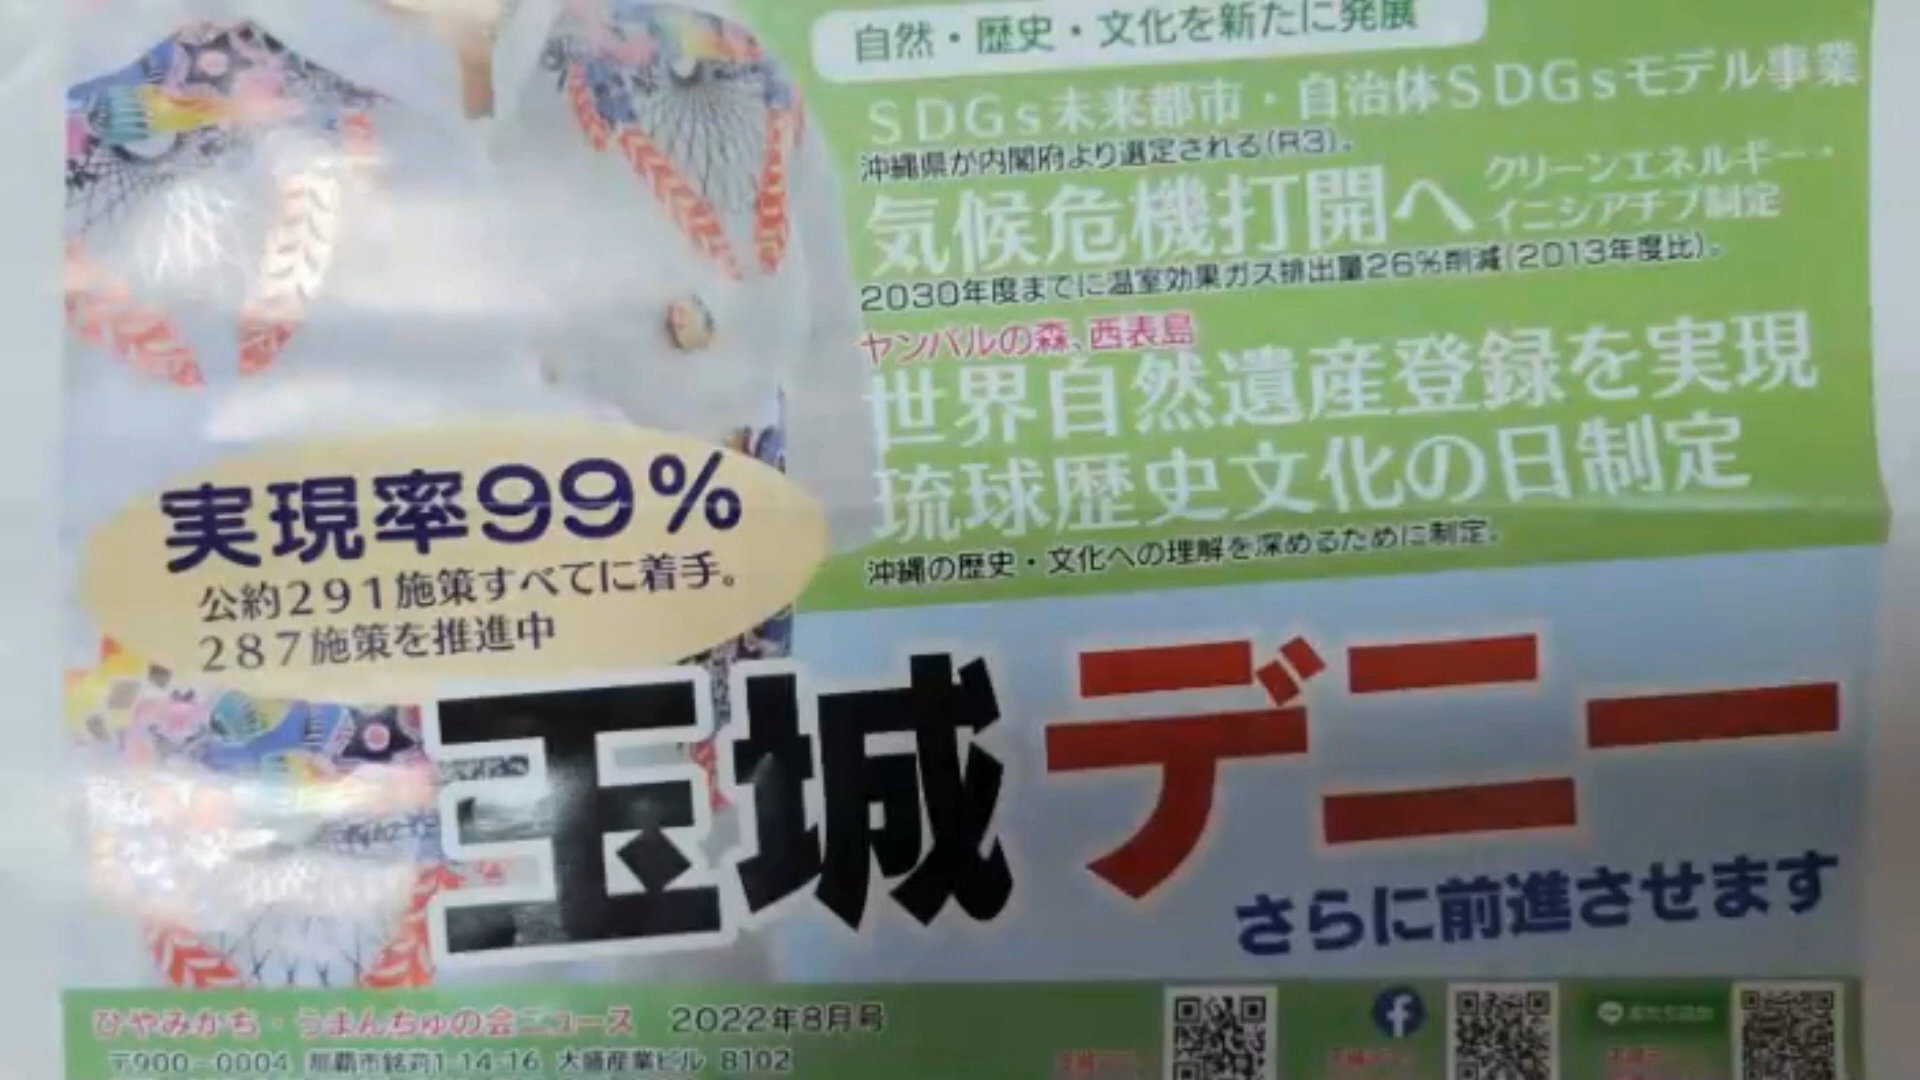 自然・歴史・文化を新たに発展
SDGs未来都市・自治体SDGsモデル事業
沖縄県が内閣府より選定される(R3)。
気候危機打開へ
クリーンエネルギー・
イニシアチブ制定
2030年度までに温室効果ガス排出量26%削減(2013年度比)。
ヤンバルの森、西表島
世界自然遺産登録を実現
琉球歴史文化の日制定
沖縄の歴史・文化への理解を深めるために制定。
実現率99%
公約291施策すべてに着手。
287施策を推進中
玉城デニー
さらに前進させます
ひやみかち・うまんちゅの会ニュース 2022年8月号
〒900-0004 那覇市銘苅1-14-16 大盛産業ビル B102